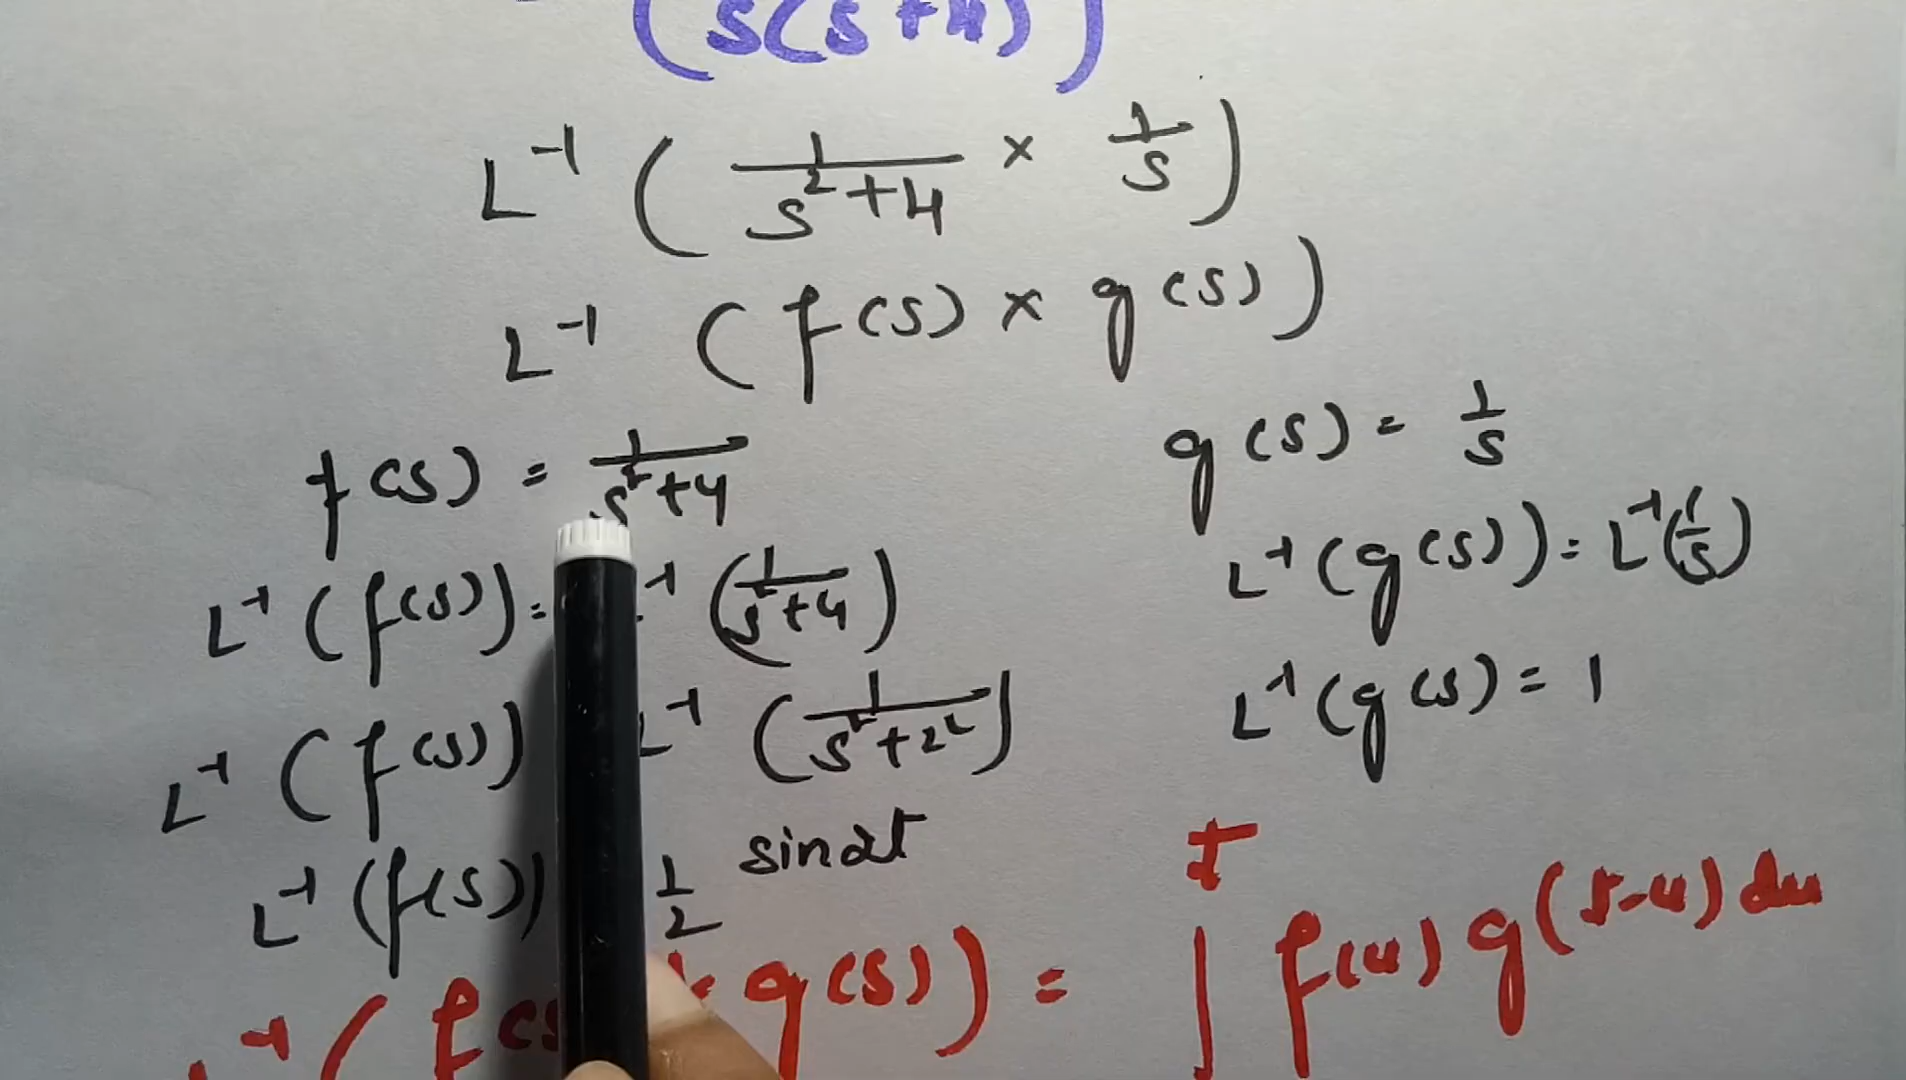 (s(s+4))
L⁻¹ ( 1/(s²+4) × 1/s )
L⁻¹ ( f(s) × g(s) )
f(s) = 1/(s²+4)
g(s) = 1/s
L⁻¹(f(s)) = ⁻¹(1/(s²+4))
L⁻¹(g(s)) = L⁻¹(1/s)
L⁻¹(f(s)) L⁻¹(1/(s²+2²))
L⁻¹(g(s)) = 1
L⁻¹(f(s)) 1/2 sin2t
⁻¹(f(s × g(s)) = ∫ t f(u) g(t-u) du